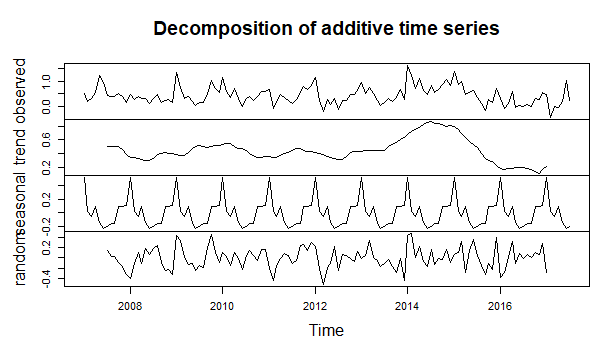 Decomposition of additive time series
observed
0.0 1.0
trend
0.2 0.6
seasonal
-0.2 0.2
random
-0.4 0.2
2008 2010 2012 2014 2016
Time